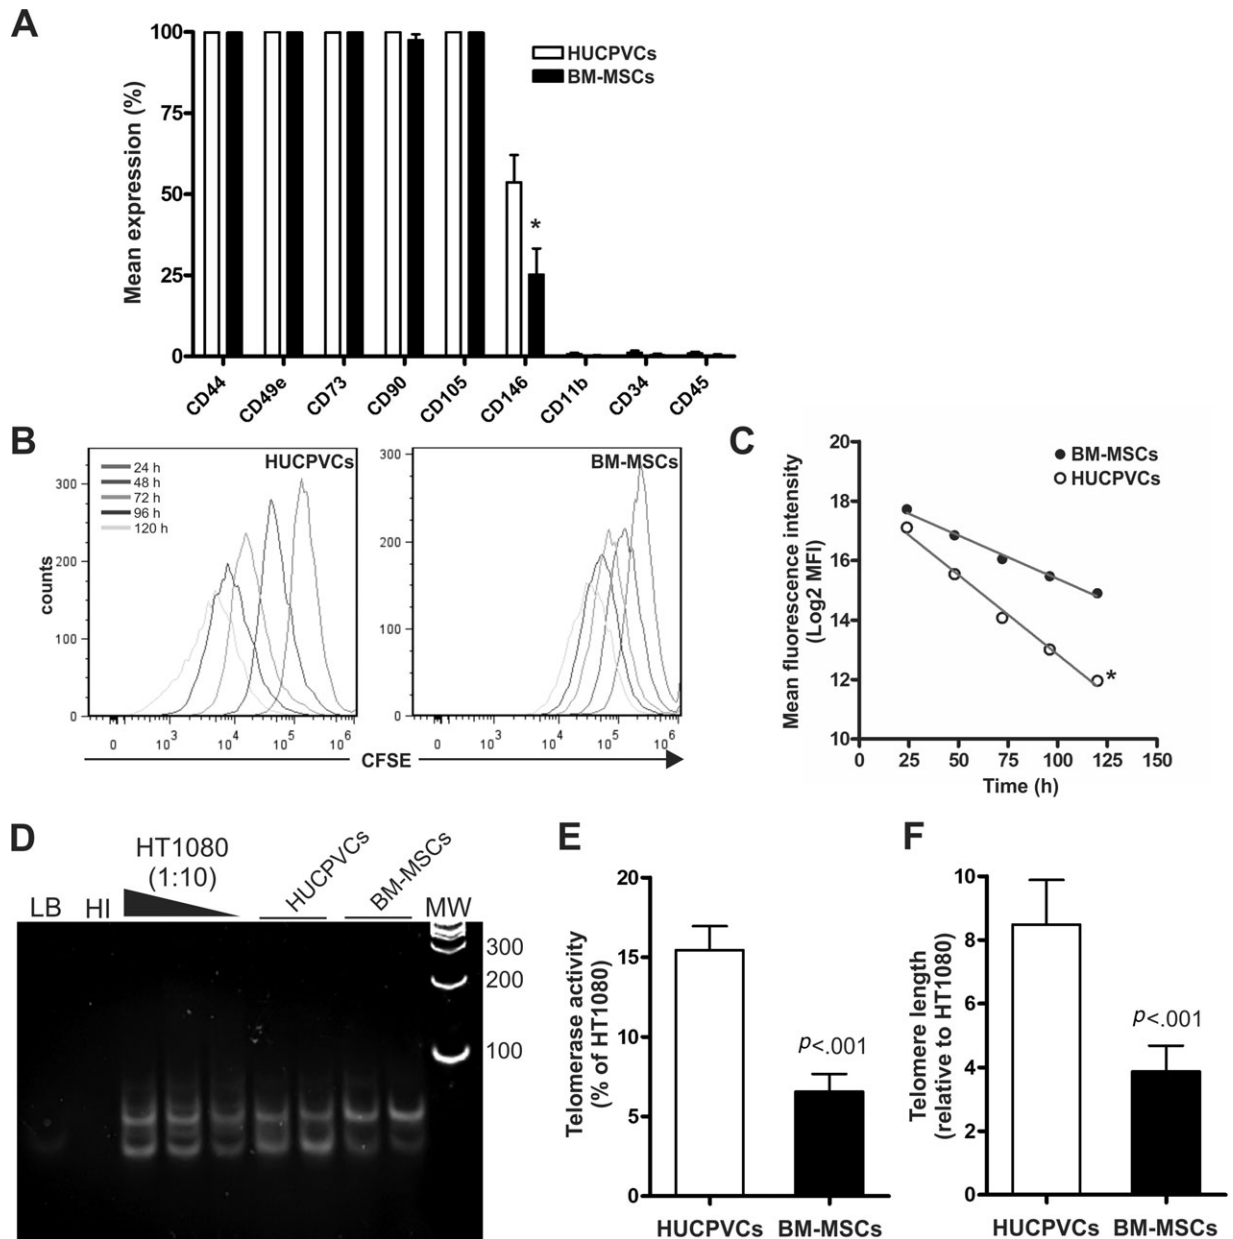 A
100
75
50
25
0
Mean expression (%)
HUCPVCs
BM-MSCs
*
CD44
CD49e
CD73
CD90
CD105
CD146
CD11b
CD34
CD45
B
HUCPVCs
24 h
48 h
72 h
96 h
120 h
300
200
100
0
counts
0
10³
10⁴
10⁵
10⁶
BM-MSCs
300
200
100
0
0
10³
10⁴
10⁵
10⁶
CFSE
C
20
18
16
14
12
10
Mean fluorescence intensity
(Log2 MFI)
BM-MSCs
HUCPVCs
*
0
25
50
75
100
125
150
Time (h)
D
HT1080
(1:10)
LB
HI
HUCPVCs
BM-MSCs
MW
300
200
100
E
20
15
10
5
0
Telomerase activity
(% of HT1080)
p<.001
HUCPVCs
BM-MSCs
F
10
8
6
4
2
0
Telomere length
(relative to HT1080)
p<.001
HUCPVCs
BM-MSCs